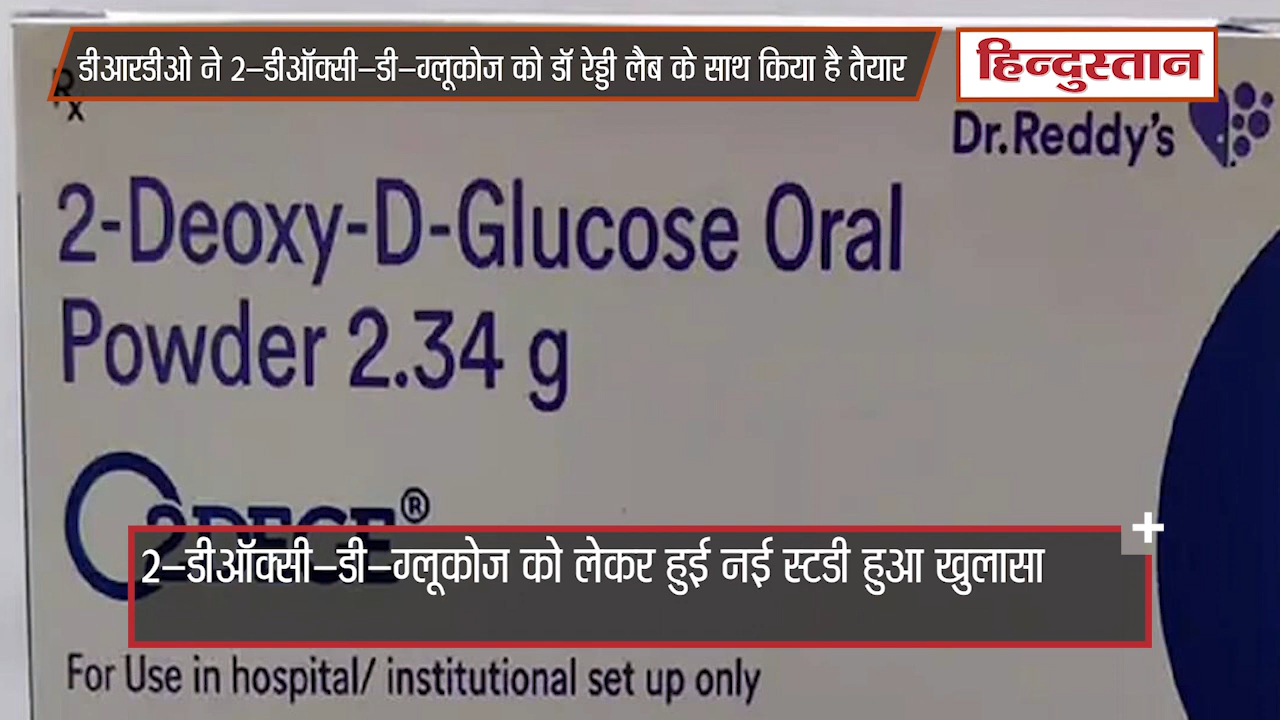 डीआरडीओ ने 2–डीऑक्सी–डी–ग्लूकोज को डॉ रेड्डी लैब के साथ किया है तैयार
हिन्दुस्तान
Rx
Dr.Reddy's
2-Deoxy-D-Glucose Oral
Powder 2.34 g
2DEGE®
2–डीऑक्सी–डी–ग्लूकोज को लेकर हुई नई स्टडी हुआ खुलासा
For Use in hospital/ institutional set up only